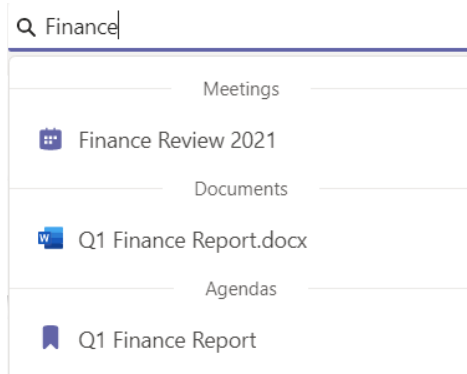 Finance
Meetings
Finance Review 2021
Documents
Q1 Finance Report.docx
Agendas
Q1 Finance Report